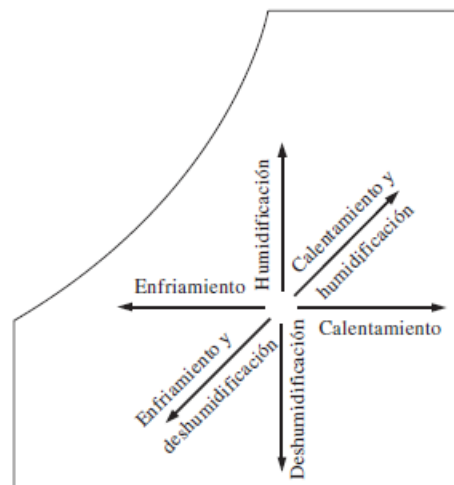 Humidificación
Calentamiento y
humidificación
Enfriamiento
Calentamiento
Enfriamiento y
deshumidificación
Deshumidificación